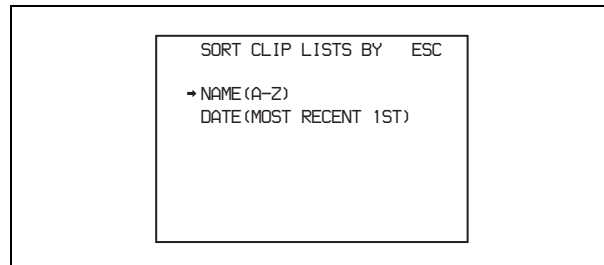 SORT CLIP LISTS BY ESC
➡NAME(A-Z)
DATE(MOST RECENT 1ST)